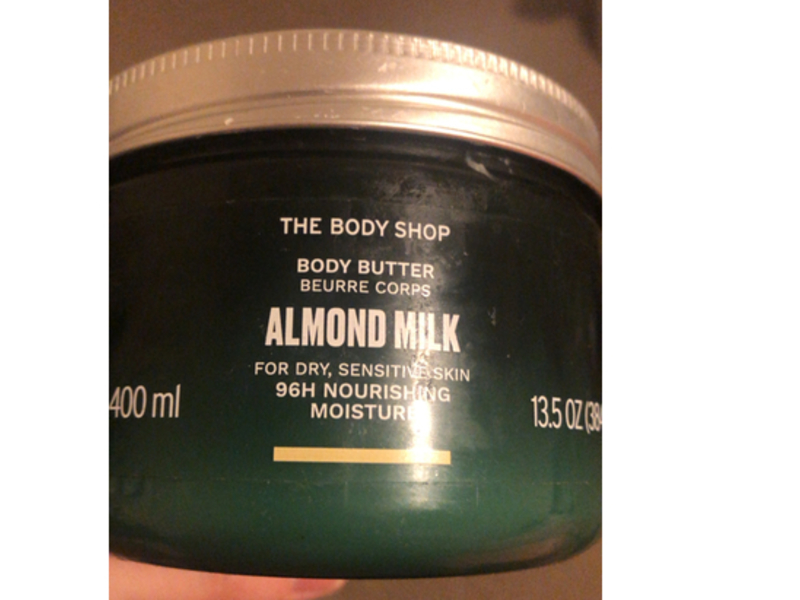 THE BODY SHOP
BODY BUTTER
BEURRE CORPS
ALMOND MILK
FOR DRY, SENSITIVE SKIN
96H NOURISHING
MOISTURE
400 ml
13.5 OZ (384